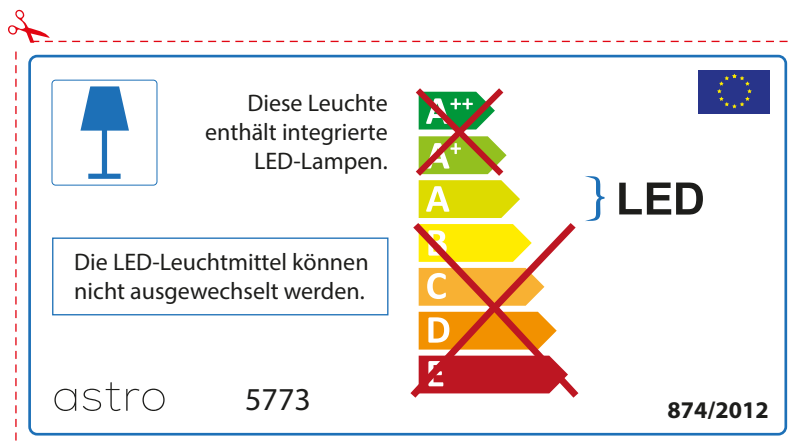 Diese Leuchte
enthält integrierte
LED-Lampen.
Die LED-Leuchtmittel können
nicht ausgewechselt werden.
A++
A+
A
B
C
D
E
LED
astro
5773
874/2012